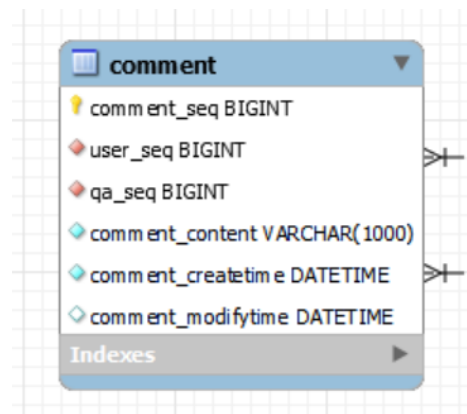 comment
comment_seq BIGINT
user_seq BIGINT
qa_seq BIGINT
comment_content VARCHAR(1000)
comment_createtime DATETIME
comment_modifytime DATETIME
Indexes